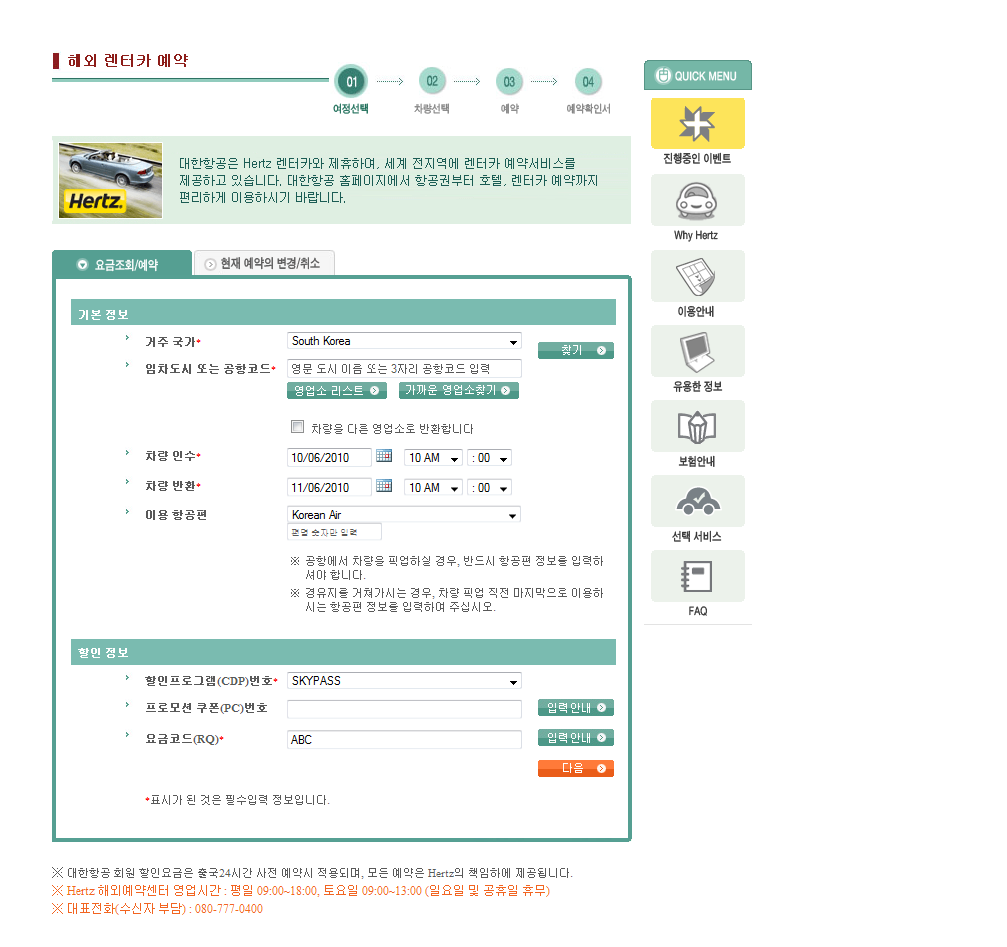 해외 렌터카 예약
01
02
03
04
여정선택
차량선택
예약
예약확인서
Hertz.
대한항공은 Hertz 렌터카와 제휴하여, 세계 전지역에 렌터카 예약서비스를
제공하고 있습니다. 대한항공 홈페이지에서 항공권부터 호텔, 렌터카 예약까지
편리하게 이용하시기 바랍니다.
요금조회/예약
현재 예약의 변경/취소
기본 정보
거주 국가*
South Korea
찾기
임차도시 또는 공항코드*
영문 도시 이름 또는 3자리 공항코드 입력
영업소 리스트
가까운 영업소찾기
차량을 다른 영업소로 반환합니다
차량 인수*
10/06/2010
10 AM
: 00
차량 반환*
11/06/2010
10 AM
: 00
이용 항공편
Korean Air
편명 숫자만 입력
※ 공항에서 차량을 픽업하실 경우, 반드시 항공편 정보를 입력하
셔야 합니다.
※ 경유지를 거쳐가시는 경우, 차량 픽업 직전 마지막으로 이용하
시는 항공편 정보를 입력하여 주십시오.
할인 정보
할인프로그램(CDP)번호*
SKYPASS
프로모션 쿠폰(PC)번호
입력안내
요금코드(RQ)*
ABC
입력안내
다음
*표시가 된 것은 필수입력 정보입니다.
※ 대한항공 회원 할인요금은 출국24시간 사전 예약시 적용되며, 모든 예약은 Hertz의 책임하에 제공됩니다.
※ Hertz 해외예약센터 영업시간 : 평일 09:00~18:00, 토요일 09:00~13:00 (일요일 및 공휴일 휴무)
※ 대표전화(수신자 부담) : 080-777-0400
QUICK MENU
진행중인 이벤트
Why Hertz
이용안내
유용한 정보
보험안내
선택 서비스
FAQ